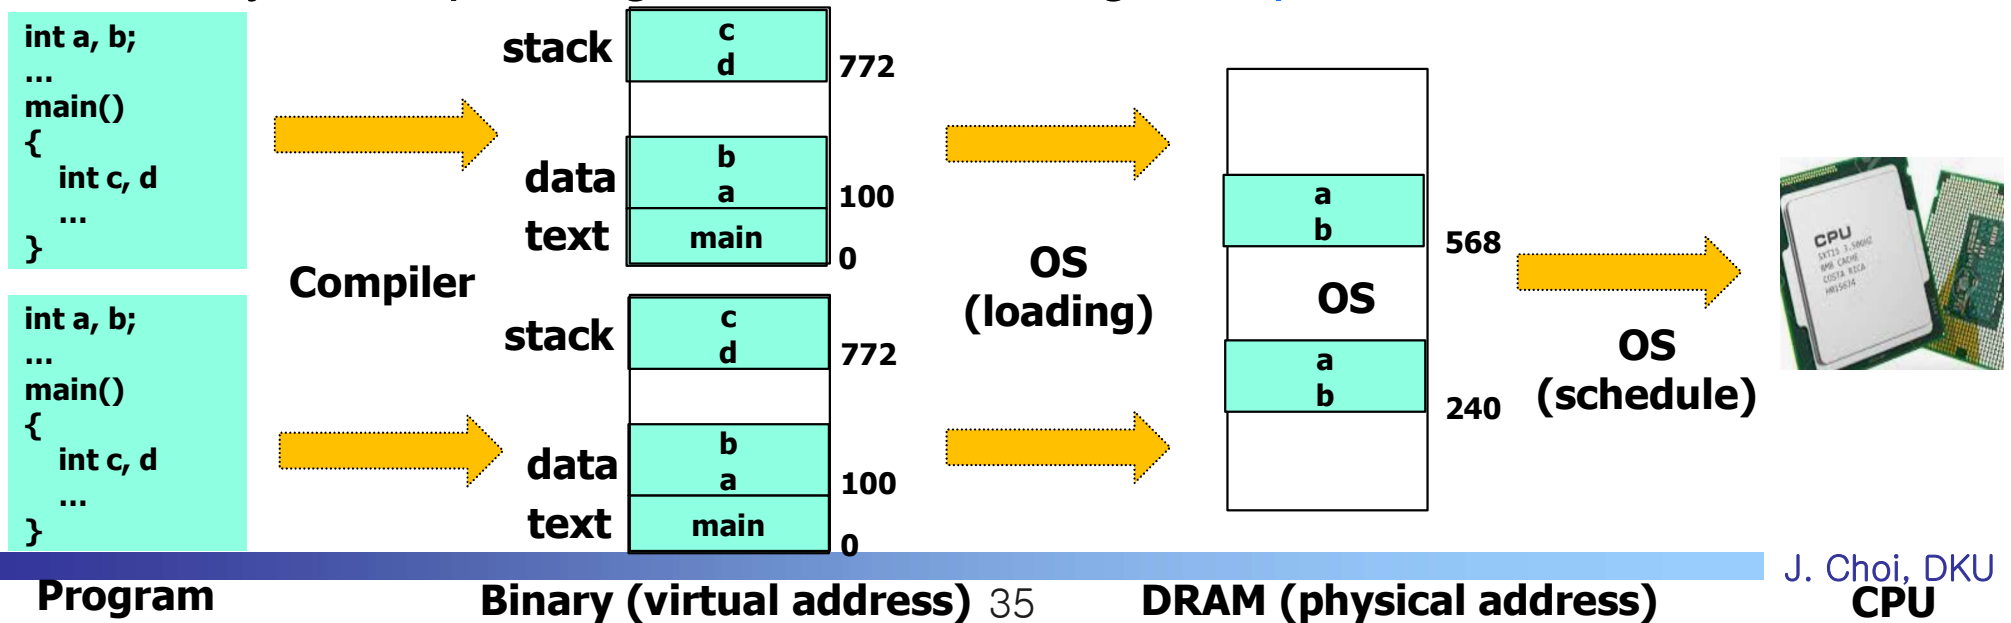 int a, b;
...
main()
{
int c, d
...
}
int a, b;
...
main()
{
int c, d
...
}
Compiler
stack
c
d
772
data
b
a
100
text
main
0
stack
c
d
772
data
b
a
100
text
main
0
OS
(loading)
a
b
568
OS
a
b
240
OS
(schedule)
CPU
COSTA RICA
J. Choi, DKU
Program
Binary (virtual address)
35
DRAM (physical address)
CPU